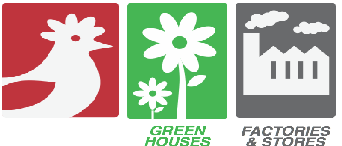 GREEN
HOUSES
FACTORIES
& STORES